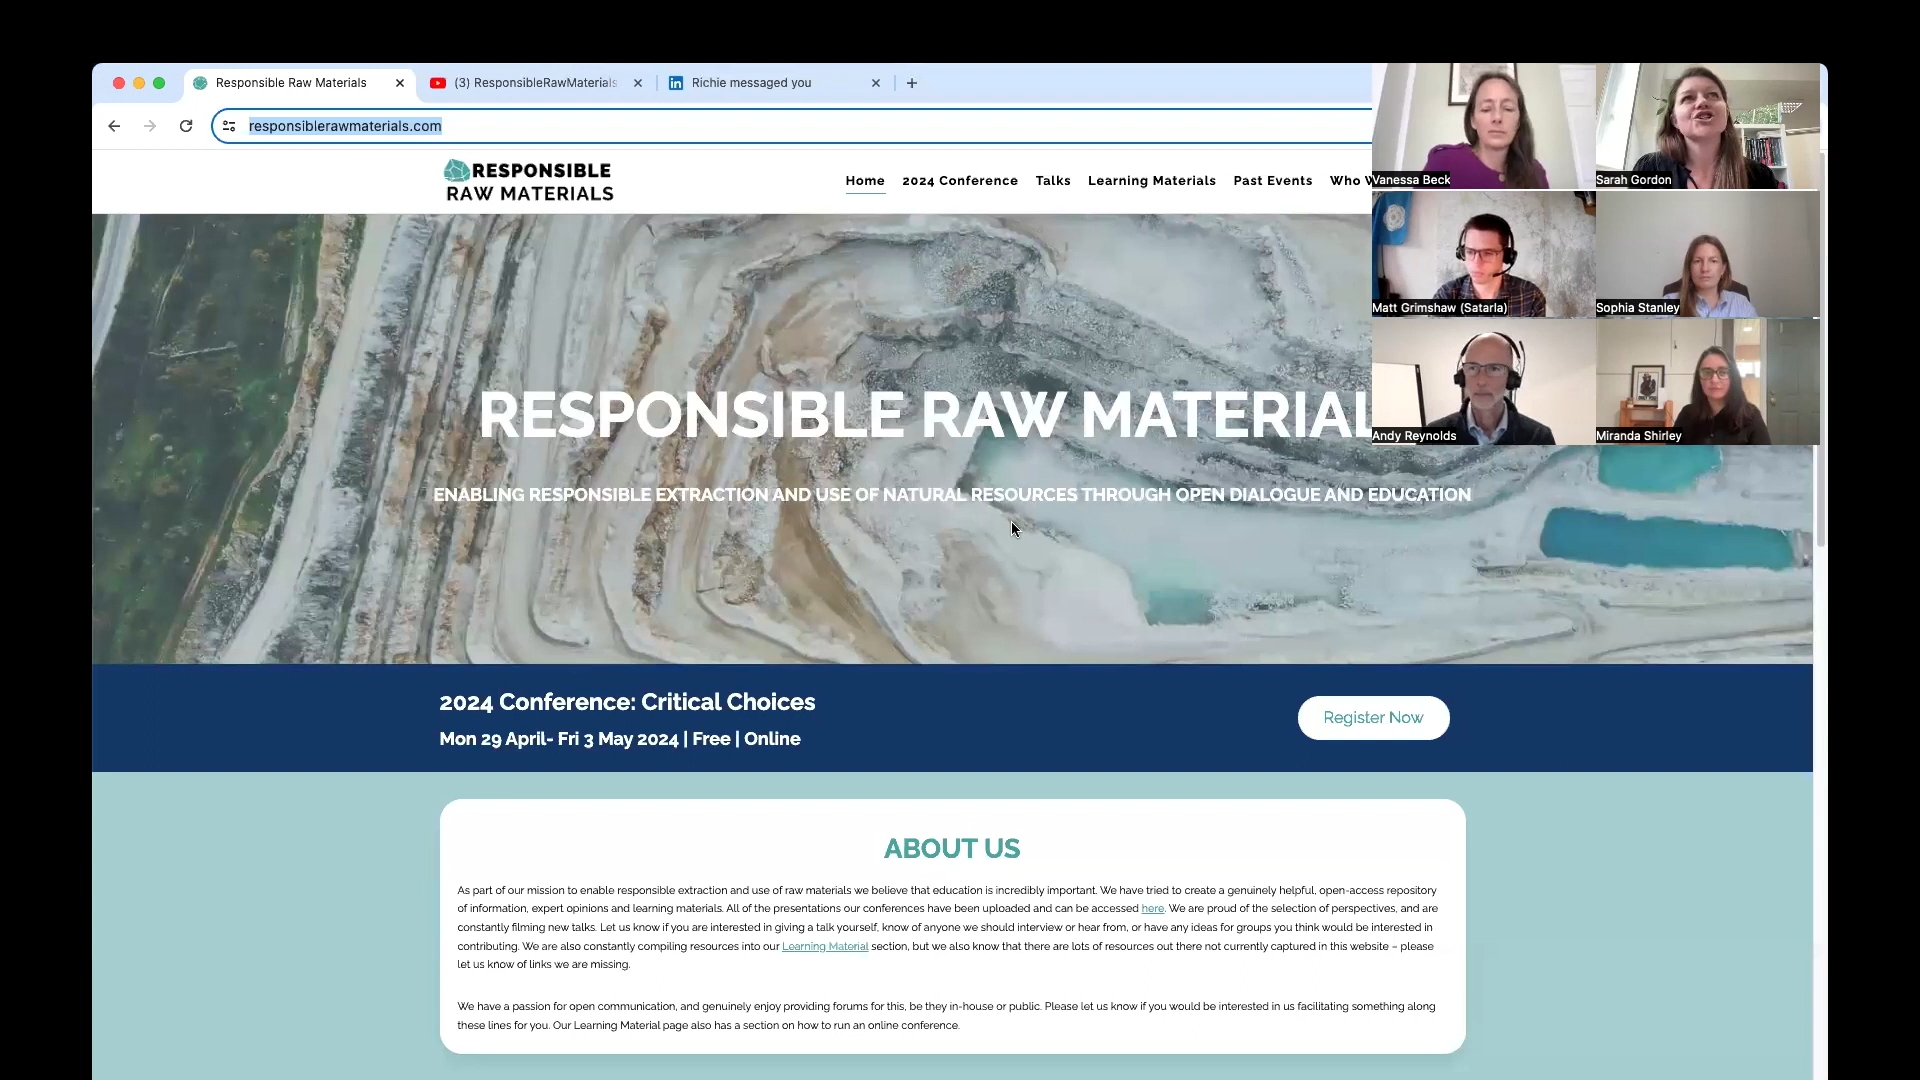 Responsible Raw Materials
(3) ResponsibleRawMaterials
Richie messaged you
responsiblerawmaterials.com
RESPONSIBLE
RAW MATERIALS
Home
2024 Conference
Talks
Learning Materials
Past Events
Who
Vanessa Beck
Sarah Gordon
Matt Grimshaw (Satarla)
Sophia Stanley
Andy Reynolds
Miranda Shirley
RESPONSIBLE RAW MATERIAL
ENABLING RESPONSIBLE EXTRACTION AND USE OF NATURAL RESOURCES THROUGH OPEN DIALOGUE AND EDUCATION
2024 Conference: Critical Choices
Mon 29 April- Fri 3 May 2024 | Free | Online
Register Now
ABOUT US
As part of our mission to enable responsible extraction and use of raw materials we believe that education is incredibly important. We have tried to create a genuinely helpful, open-access repository
of information, expert opinions and learning materials. All of the presentations our conferences have been uploaded and can be accessed here. We are proud of the selection of perspectives, and are
constantly filming new talks. Let us know if you are interested in giving a talk yourself, know of anyone we should interview or hear from, or have any ideas for groups you think would be interested in
contributing. We are also constantly compiling resources into our Learning Material section, but we also know that there are lots of resources out there not currently captured in this website – please
let us know of links we are missing.
We have a passion for open communication, and genuinely enjoy providing forums for this, be they in-house or public. Please let us know if you would be interested in us facilitating something along
these lines for you. Our Learning Material page also has a section on how to run an online conference.